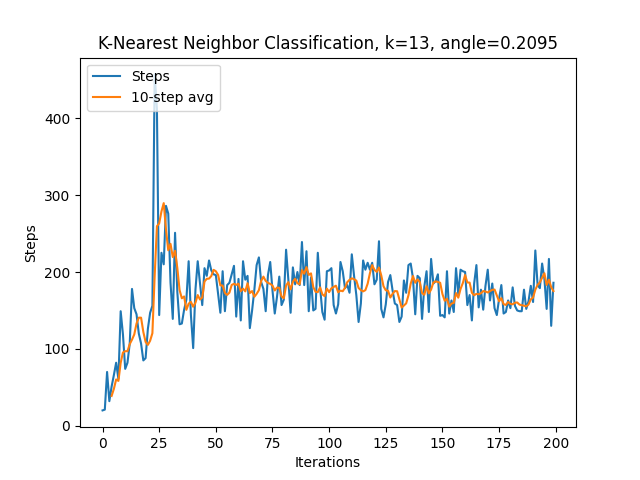 K-Nearest Neighbor Classification, k=13, angle=0.2095
Steps
10-step avg
400
300
200
100
0
Steps
0 25 50 75 100 125 150 175 200
Iterations